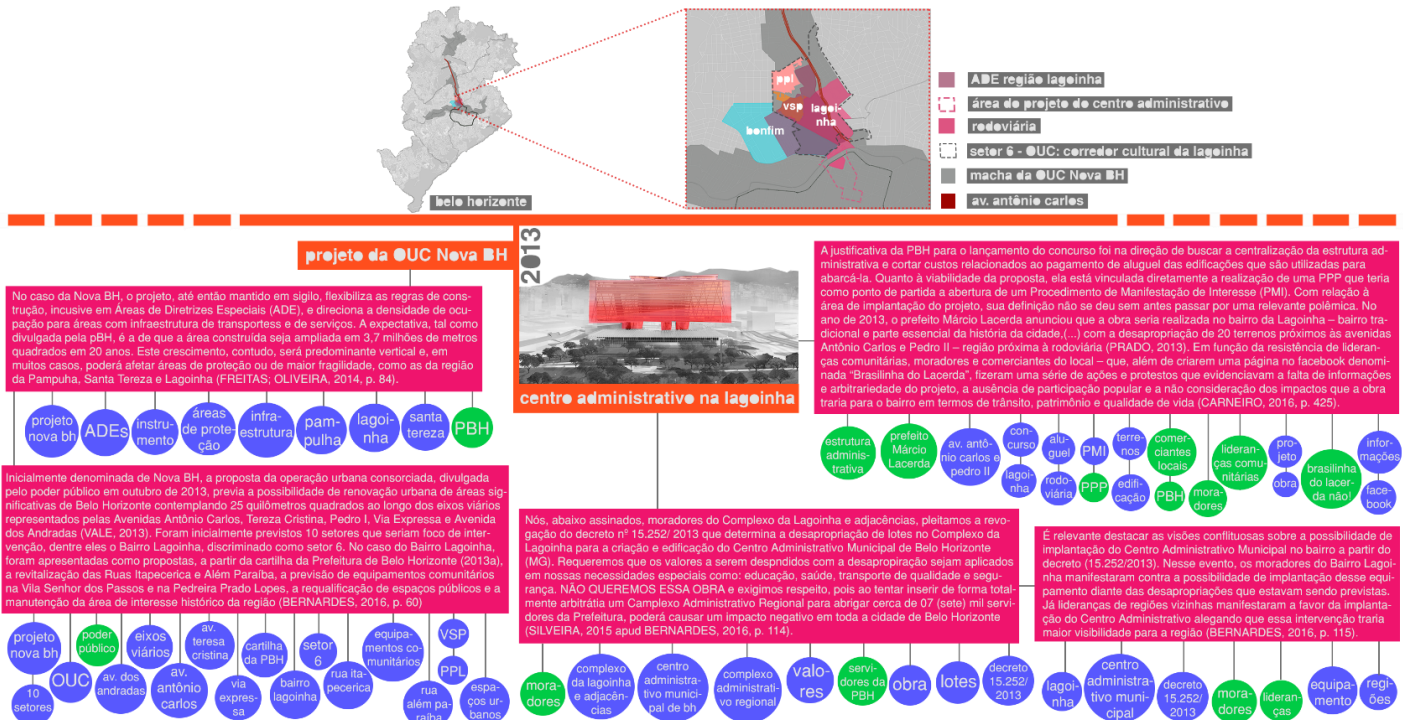 ppl
vsp
lagoi-
nha
bonfim
belo horizonte
ADE região lagoinha
área do projeto do centro administrativo
rodoviária
setor 6 - OUC: corredor cultural da lagoinha
macha da OUC Nova BH
av. antônio carlos
projeto da OUC Nova BH
2013
centro administrativo na lagoinha
No caso da Nova BH, o projeto, até então mantido em sigilo, flexibiliza as regras de cons-
trução, incusive em Áreas de Diretrizes Especiais (ADE), e direciona a densidade de ocu-
pação para áreas com infraestrutura de transportess e de serviços. A expectativa, tal como
divulgada pela pBH, é a de que a área construída seja ampliada em 3,7 milhões de metros
quadrados em 20 anos. Este crescimento, contudo, será predominante vertical e, em
muitos casos, poderá afetar áreas de proteção ou de maior fragilidade, como as da região
da Pampuha, Santa Tereza e Lagoinha (FREITAS; OLIVEIRA, 2014, p. 84).
projeto
nova bh
ADEs
instru-
mento
áreas
de prote-
ção
infra-
estrutura
pam-
pulha
lagoi-
nha
santa
tereza
PBH
Inicialmente denominada de Nova BH, a proposta da operação urbana consorciada, divulgada
pelo poder público em outubro de 2013, previa a possibilidade de renovação urbana de áreas sig-
nificativas de Belo Horizonte contemplando 25 quilômetros quadrados ao longo dos eixos viários
representados pelas Avenidas Antônio Carlos, Tereza Cristina, Pedro I, Via Expressa e Avenida
dos Andradas (VALE, 2013). Foram inicialmente previstos 10 setores que seriam foco de inter-
venção, dentre eles o Bairro Lagoinha, discriminado como setor 6. No caso do Bairro Lagoinha,
foram apresentadas como propostas, a partir da cartilha da Prefeitura de Belo Horizonte (2013a),
a revitalização das Ruas Itapecerica e Além Paraíba, a previsão de equipamentos comunitários
na Vila Senhor dos Passos e na Pedreira Prado Lopes, a requalificação de espaços públicos e a
manutenção da área de interesse histórico da região (BERNARDES, 2016, p. 60)
projeto
nova bh
10
setores
OUC
poder
público
av. dos
andradas
eixos
viários
av.
antônio
carlos
av.
teresa
cristina
via
expres-
sa
cartilha
da PBH
bairro
lagoinha
setor
6
rua ita-
pecerica
equipa-
mentos co-
munitários
rua
além pa-
raíba
VSP
PPL
espa-
ços ur-
banos
A justificativa da PBH para o lançamento do concurso foi na direção de buscar a centralização da estrutura ad-
ministrativa e cortar custos relacionados ao pagamento de aluguel das edificações que são utilizadas para
abarcá-la. Quanto à viabilidade da proposta, ela está vinculada diretamente a realização de uma PPP que teria
como ponto de partida a abertura de um Procedimento de Manifestação de Interesse (PMI). Com relação à
área de implantação do projeto, sua definição não se deu sem antes passar por uma relevante polêmica. No
ano de 2013, o prefeito Márcio Lacerda anunciou que a obra seria realizada no bairro da Lagoinha – bairro tra-
dicional e parte essencial da história da cidade,(...) com a desapropriação de 20 terrenos próximos às avenidas
Antônio Carlos e Pedro II – região próxima à rodoviária (PRADO, 2013). Em função da resistência de lideran-
ças comunitárias, moradores e comerciantes do local – que, além de criarem uma página no facebook denomi-
nada “Brasilinha do Lacerda”, fizeram uma série de ações e protestos que evidenciavam a falta de informações
e arbitrariedade do projeto, a ausência de participação popular e a não consideração dos impactos que a obra
traria para o bairro em termos de trânsito, patrimônio e qualidade de vida (CARNEIRO, 2016, p. 425).
estrutura
adminis-
trativa
prefeito
Márcio
Lacerda
av. antô-
nio carlos e
pedro II
con-
curso
lagoi-
nha
alu-
guel
rodo-
viária
PMI
PPP
terre-
nos
edifi-
cação
comer-
ciantes
locais
PBH
mora-
dores
lideran-
ças comu-
nitárias
pro-
jeto
obra
brasilinha
do lacer-
da não!
infor-
mações
face-
book
Nós, abaixo assinados, moradores do Complexo da Lagoinha e adjacências, pleitamos a revo-
gação do decreto nº 15.252/ 2013 que determina a desapropriação de lotes no Complexo da
Lagoinha para a criação e edificação do Centro Administrativo Municipal de Belo Horizonte
(MG). Requeremos que os valores a serem despndidos com a desapropiração sejam aplicados
em nossas necessidades especiais como: educação, saúde, transporte de qualidade e segu-
rança. NÃO QUEREMOS ESSA OBRA e exigimos respeito, pois ao tentar inserir de forma total-
mente arbitrátia um Camplexo Administrativo Regional para abrigar cerca de 07 (sete) mil servi-
dores da Prefeitura, poderá causar um impacto negativo em toda a cidade de Belo Horizonte
(SILVEIRA, 2015 apud BERNARDES, 2016, p. 114).
mora-
dores
complexo
da lagoinha
e adjacên-
cias
centro
administra-
tivo munici-
pal de bh
complexo
administrati-
vo regional
valo-
res
servi-
dores da
PBH
obra
lotes
decreto
15.252/
2013
É relevante destacar as visões conflituosas sobre a possibilidade de
implantação do Centro Administrativo Municipal no bairro a partir do
decreto (15.252/2013). Nesse evento, os moradores do Bairro Lagoi-
nha manifestaram contra a possibilidade de implantação desse equi-
pamento diante das desapropriações que estavam sendo previstas.
Já lideranças de regiões vizinhas manifestaram a favor da implanta-
ção do Centro Administrativo alegando que essa intervenção traria
maior visibilidade para a região (BERNARDES, 2016, p. 115).
lagoi-
nha
centro
administra-
tivo muni-
cipal
decreto
15.252/
2013
mora-
dores
lideran-
ças
equipa-
mento
regi-
ões